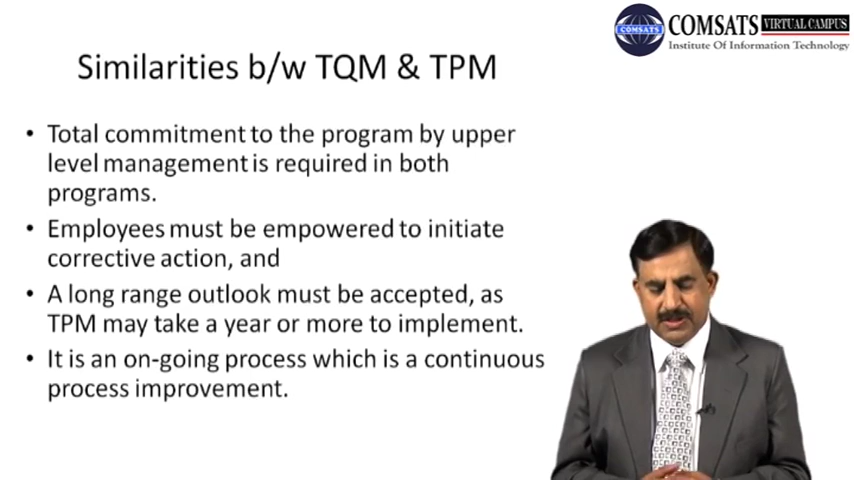 COMSATS
COMSATS VIRTUAL CAMPUS
Institute Of Information Technology
Similarities b/w TQM & TPM
• Total commitment to the program by upper
level management is required in both
programs.
• Employees must be empowered to initiate
corrective action, and
• A long range outlook must be accepted, as
TPM may take a year or more to implement.
• It is an on-going process which is a continuous
process improvement.